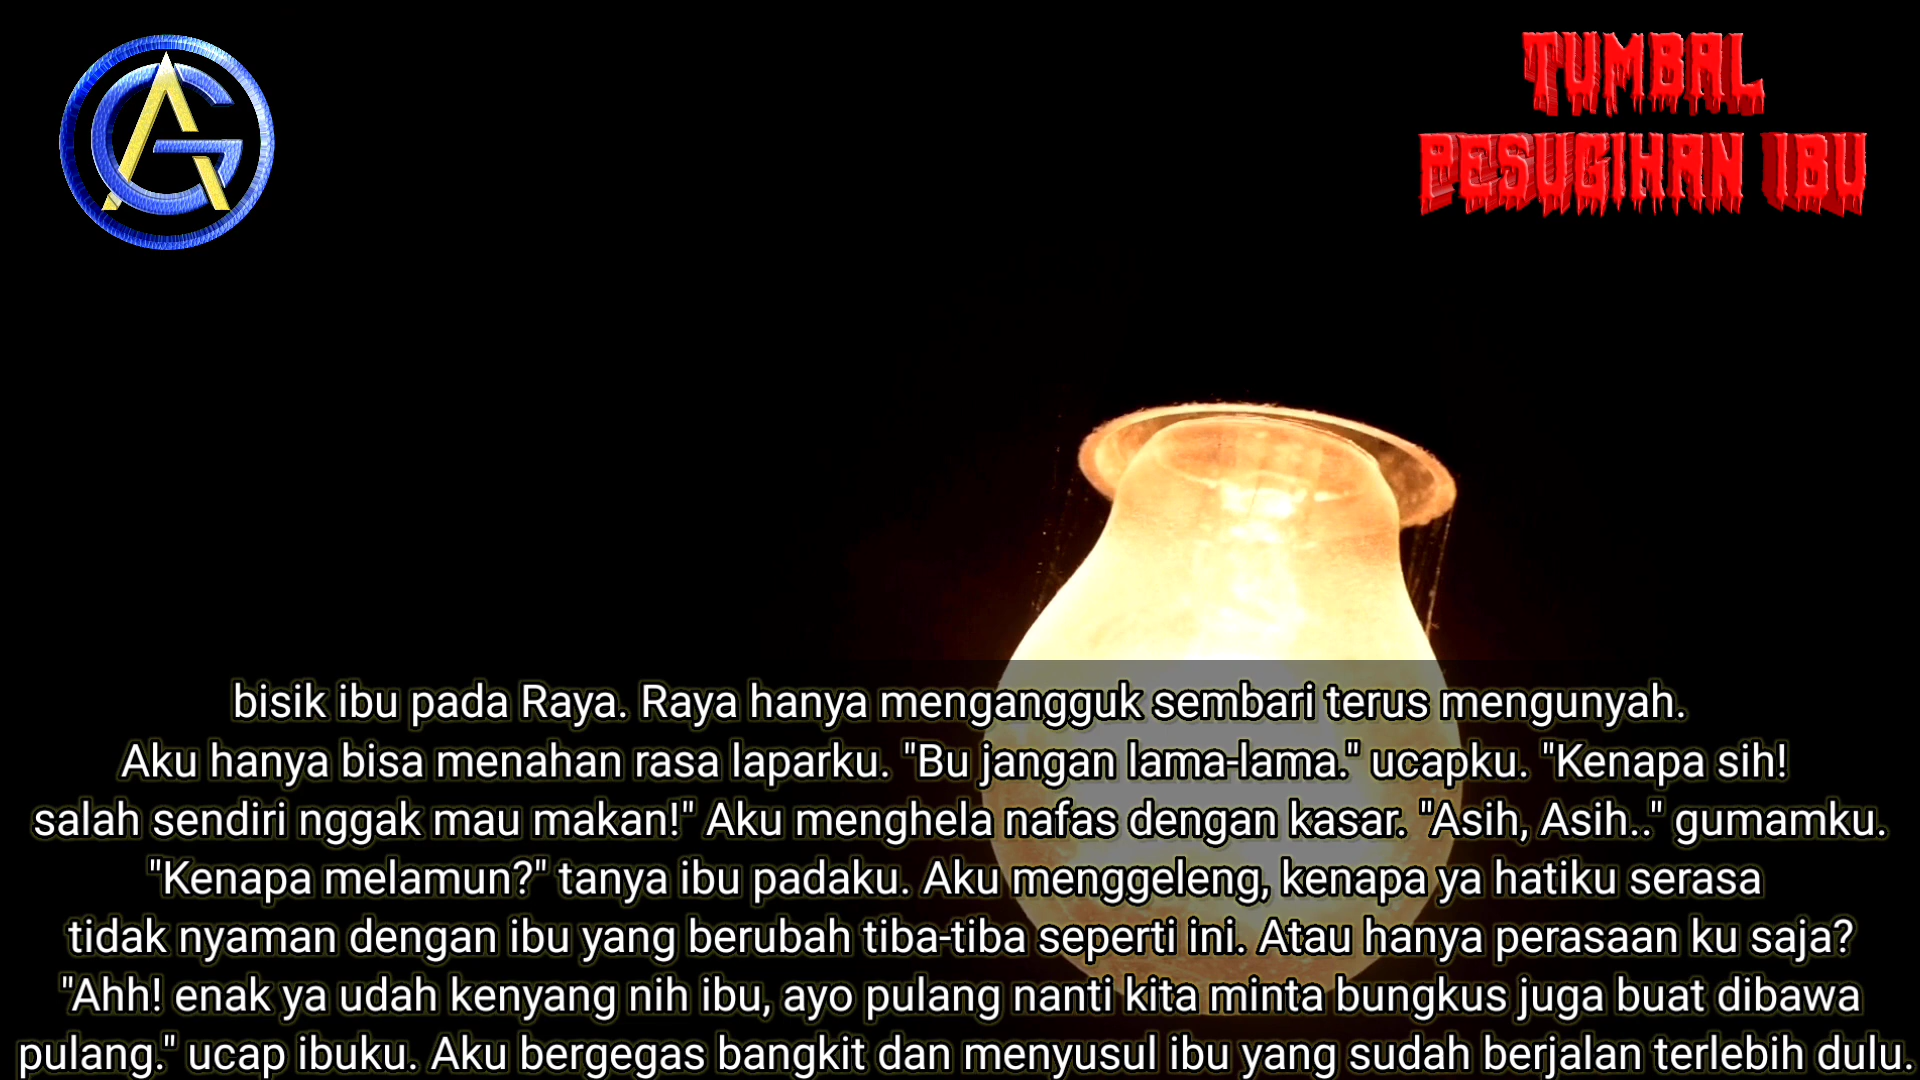 TUMBAL
PESUGIHAN IBU
bisik ibu pada Raya. Raya hanya mengangguk sembari terus mengunyah.
Aku hanya bisa menahan rasa laparku. "Bu jangan lama-lama." ucapku. "Kenapa sih!
salah sendiri nggak mau makan!" Aku menghela nafas dengan kasar. "Asih, Asih.." gumamku.
"Kenapa melamun?" tanya ibu padaku. Aku menggeleng, kenapa ya hatiku serasa
tidak nyaman dengan ibu yang berubah tiba-tiba seperti ini. Atau hanya perasaan ku saja?
"Ahh! enak ya udah kenyang nih ibu, ayo pulang nanti kita minta bungkus juga buat dibawa
pulang." ucap ibuku. Aku bergegas bangkit dan menyusul ibu yang sudah berjalan terlebih dulu.